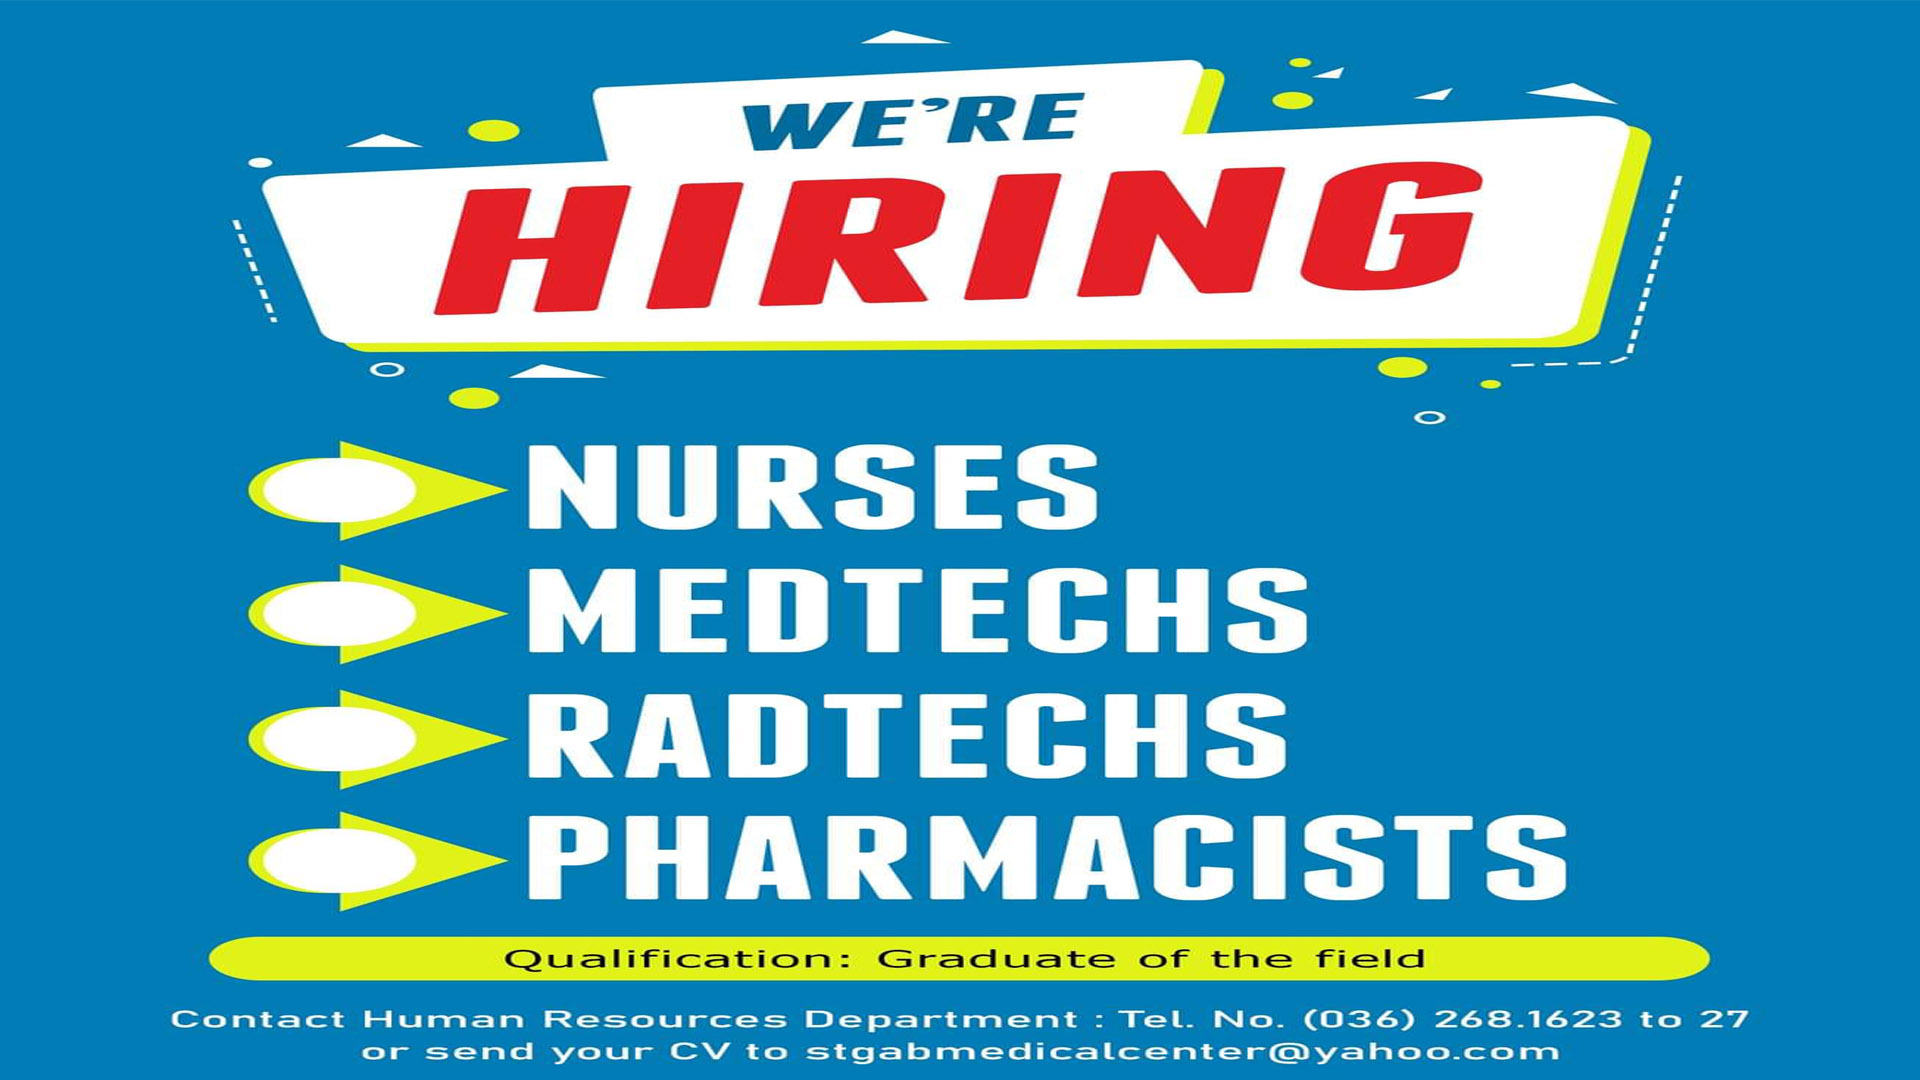 WE'RE
HIRING
NURSES
MEDTECHS
RADTECHS
PHARMACISTS
Qualification: Graduate of the field
Contact Human Resources Department : Tel. No. (036) 268.1623 to 27
or send your CV to stgabmedicalcenter@yahoo.com